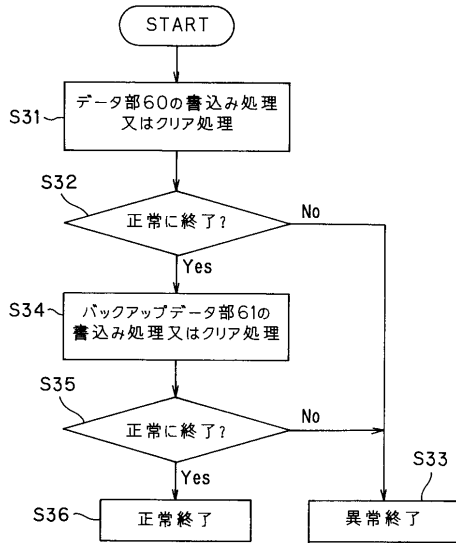 START
S31
データ部60の書込み処理
又はクリア処理
S32
正常に終了?
No
Yes
S34
バックアップデータ部61の
書込み処理又はクリア処理
S35
正常に終了?
No
Yes
S33
S36
正常終了
異常終了